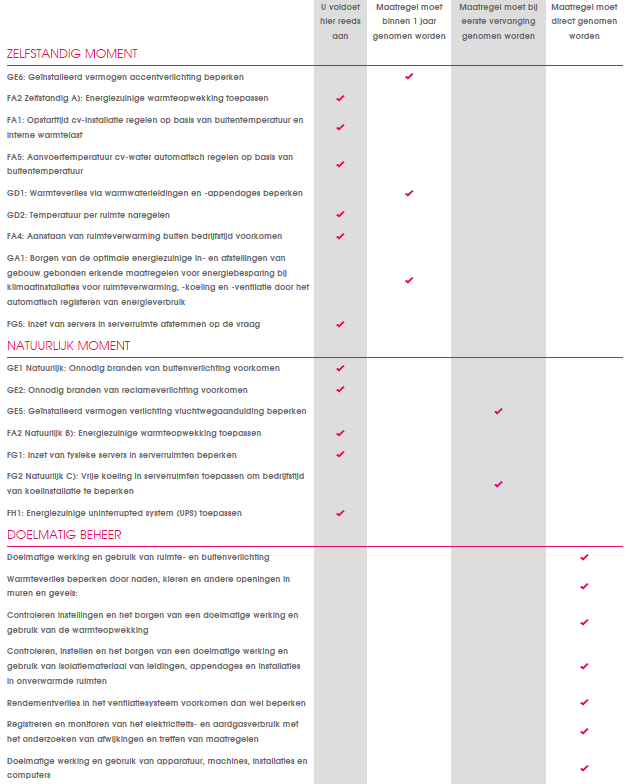 U voldoet
hier reeds
aan
Maatregel moet
binnen 1 jaar
genomen worden
Maatregel moet bij
eerste vervanging
genomen worden
Maatregel moet
direct genomen
worden
ZELFSTANDIG MOMENT
GE6: Geïnstalleerd vermogen accentverlichting beperken
FA2 Zelfstandig A): Energiezuinige warmteopwekking toepassen
FA1: Opstarttijd cv-installatie regelen op basis van buitentemperatuur en
interne warmtelast
FA5: Aanvoertemperatuur cv-water automatisch regelen op basis van
buitentemperatuur
GD1: Warmteverlies via warmwaterleidingen en -appendages beperken
GD2: Temperatuur per ruimte naregelen
FA4: Aanstaan van ruimteverwarming buiten bedrijfstijd voorkomen
GA1: Borgen van de optimale energiezuinige in- en afstellingen van
gebouw gebonden erkende maatregelen voor energiebesparing bij
klimaatinstallaties voor ruimteverwarming, -koeling en -ventilatie door het
automatisch registeren van energieverbruik
FG5: Inzet van servers in serverruimte afstemmen op de vraag
NATUURLIJK MOMENT
GE1 Natuurlijk: Onnodig branden van buitenverlichting voorkomen
GE2: Onnodig branden van reclameverlichting voorkomen
GE5: Geïnstalleerd vermogen verlichting vluchtwegaanduiding beperken
FA2 Natuurlijk B): Energiezuinige warmteopwekking toepassen
FG1: Inzet van fysieke servers in serverruimten beperken
FG2 Natuurlijk C): Vrije koeling in serverruimten toepassen om bedrijfstijd
van koelinstallatie te beperken
FH1: Energiezuinige uninterrupted system (UPS) toepassen
DOELMATIG BEHEER
Doelmatige werking en gebruik van ruimte- en buitenverlichting
Warmteverlies beperken door naden, kieren en andere openingen in
muren en gevels:
Controleren instellingen en het borgen van een doelmatige werking en
gebruik van de warmteopwekking
Controleren, instellen en het borgen van een doelmatige werking en
gebruik van isolatiemateriaal van leidingen, appendages en installaties
in onverwarmde ruimten
Rendementverlies in het ventilatiesysteem voorkomen dan wel beperken
Registreren en monitoren van het elektriciteits- en aardgasverbruik met
het onderzoeken van afwijkingen en treffen van maatregelen
Doelmatige werking en gebruik van apparatuur, machines, installaties en
computers